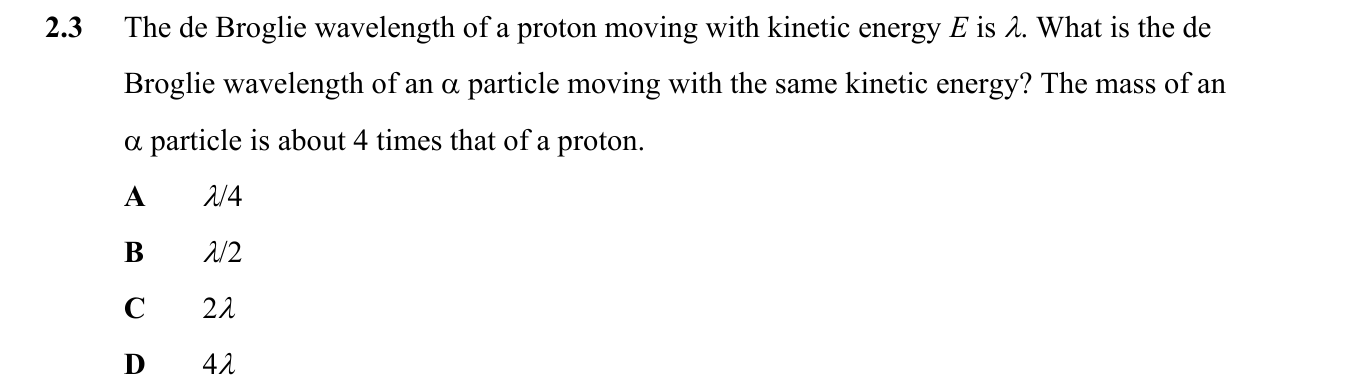 2.3 The de Broglie wavelength of a proton moving with kinetic energy E is λ. What is the de
Broglie wavelength of an α particle moving with the same kinetic energy? The mass of an
α particle is about 4 times that of a proton.
A λ/4
B λ/2
C 2λ
D 4λ